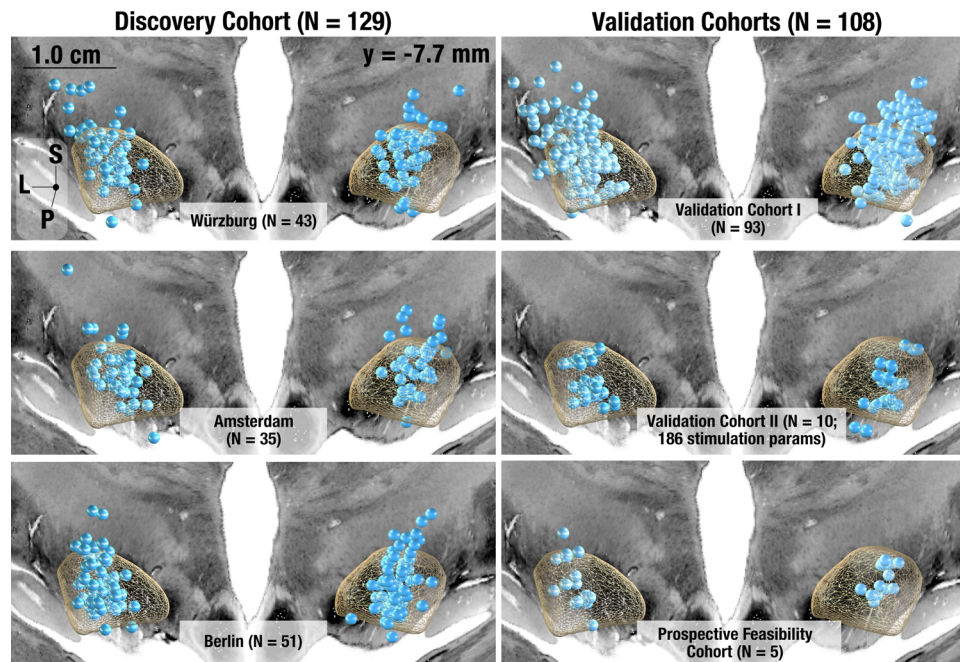 Discovery Cohort (N = 129)
Validation Cohorts (N = 108)
1.0 cm
y = -7.7 mm
S
L
P
Würzburg (N = 43)
Validation Cohort I
(N = 93)
Amsterdam
(N = 35)
Validation Cohort II (N = 10;
186 stimulation params)
Berlin (N = 51)
Prospective Feasibility
Cohort (N = 5)